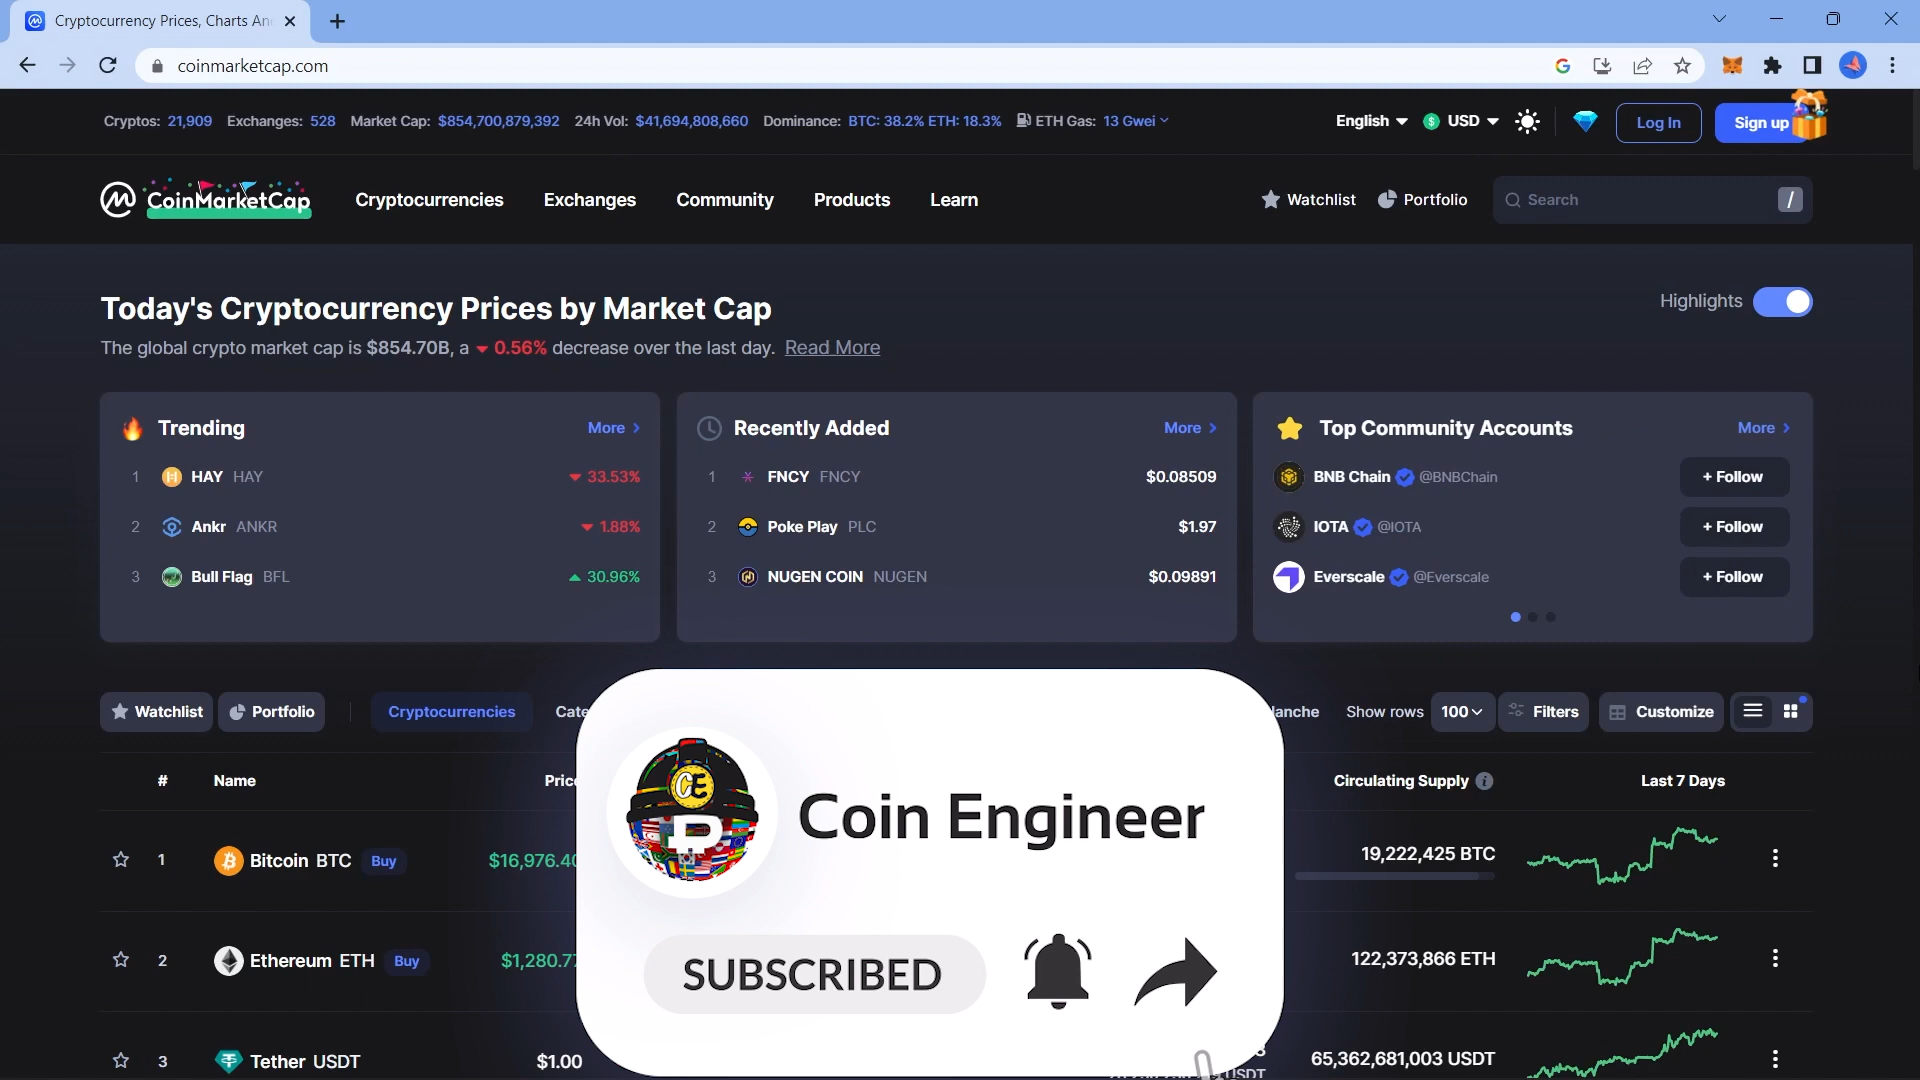 Cryptocurrency Prices, Charts An
coinmarketcap.com
Cryptos: 21,909 Exchanges: 528 Market Cap: $854,700,879,392 24h Vol: $41,694,808,660 Dominance: BTC: 38.2% ETH: 18.3% ETH Gas: 13 Gwei
English USD Log In Sign up
CoinMarketCap Cryptocurrencies Exchanges Community Products Learn Watchlist Portfolio Search /
Today's Cryptocurrency Prices by Market Cap
Highlights
The global crypto market cap is $854.70B, a 0.56% decrease over the last day. Read More
Trending More
1 HAY HAY 33.53%
2 Ankr ANKR 1.88%
3 Bull Flag BFL 30.96%
Recently Added More
1 FNCY FNCY $0.08509
2 Poke Play PLC $1.97
3 NUGEN COIN NUGEN $0.09891
Top Community Accounts More
BNB Chain @BNBChain + Follow
IOTA @IOTA + Follow
Everscale @Everscale + Follow
Watchlist Portfolio Cryptocurrencies Cate lanche Show rows 100 Filters Customize
# Name Price Circulating Supply Last 7 Days
1 Bitcoin BTC Buy $16,976.40 19,222,425 BTC
2 Ethereum ETH Buy $1,280.77 122,373,866 ETH
3 Tether USDT $1.00 65,362,681,003 USDT
CE
Coin Engineer
SUBSCRIBED